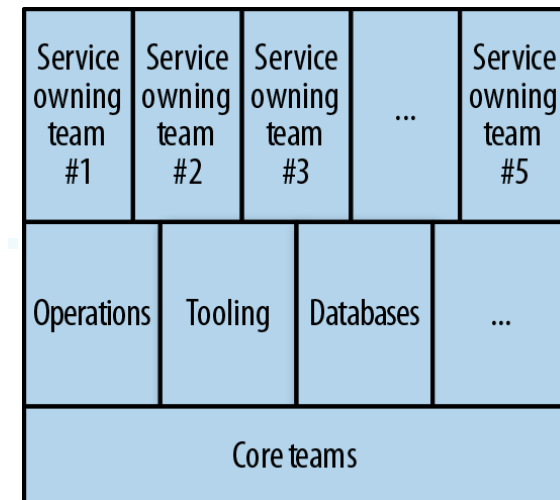 Service
owning
team
#1
Service
owning
team
#2
Service
owning
team
#3
...
Service
owning
team
#5
Operations
Tooling
Databases
...
Core teams